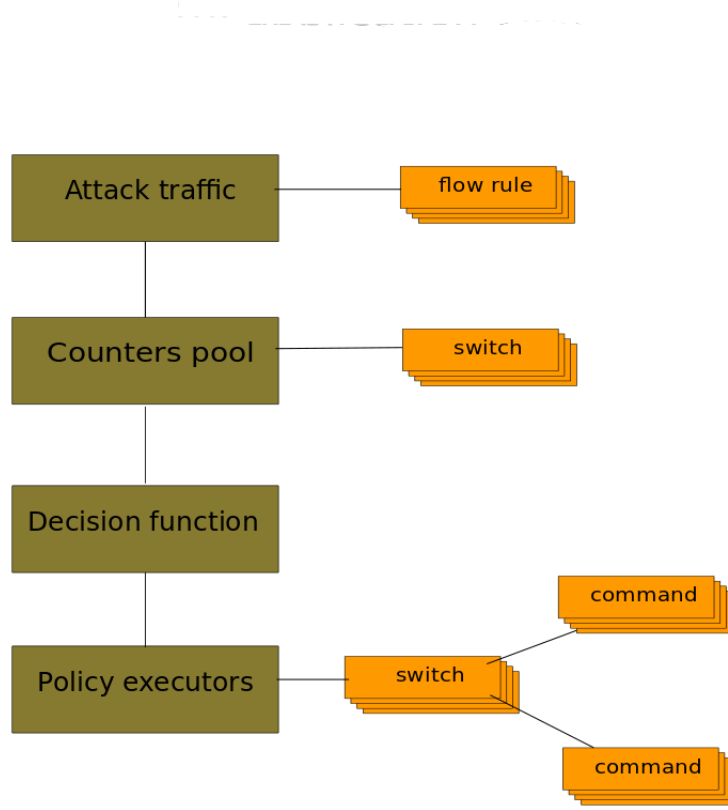 Attack traffic
flow rule
Counters pool
switch
Decision function
command
Policy executors
switch
command